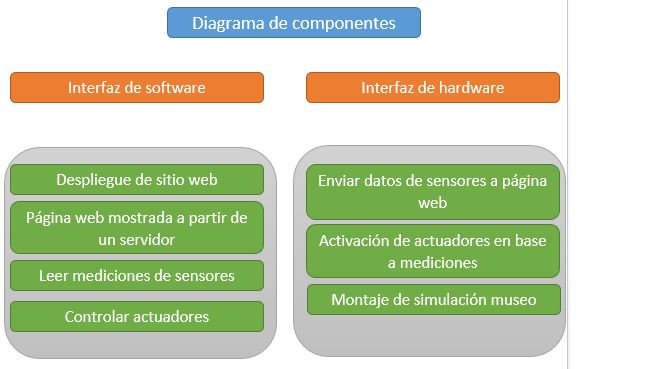 Diagrama de componentes
Interfaz de software
Interfaz de hardware
Despliegue de sitio web
Página web mostrada a partir de
un servidor
Leer mediciones de sensores
Controlar actuadores
Enviar datos de sensores a página
web
Activación de actuadores en base
a mediciones
Montaje de simulación museo